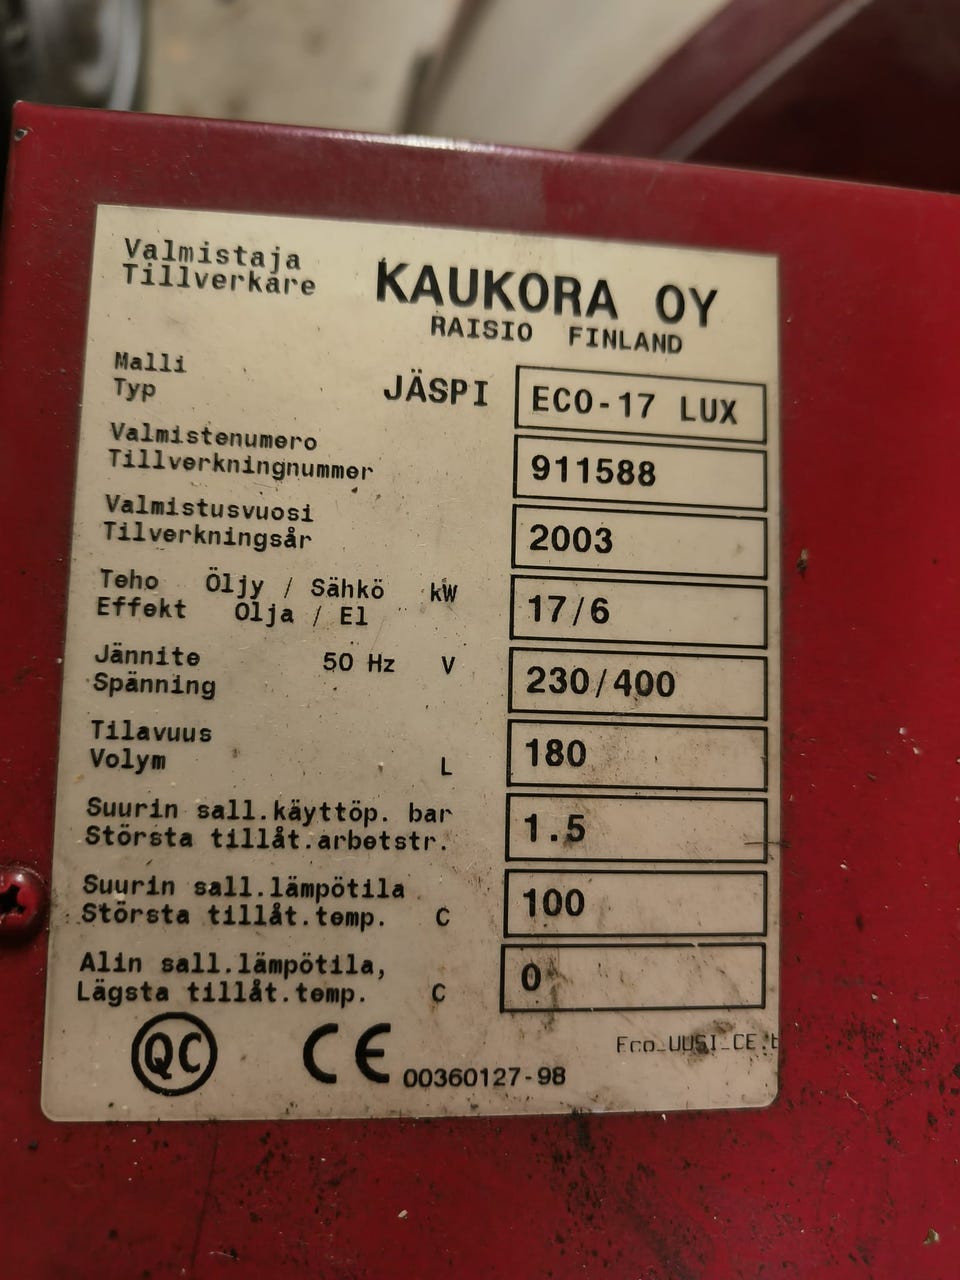 Valmistaja
Tillverkare
KAUKORA OY
RAISIO FINLAND
Malli
Typ
JÄSPI
ECO-17 LUX
Valmistenumero
Tillverkningnummer
911588
Valmistusvuosi
Tilverkningsår
2003
Teho Öljy / Sähkö kW
Effekt Olja / El
17/6
Jännite 50 Hz V
Spänning
230/400
Tilavuus
Volym L
180
Suurin sall.käyttöp. bar
Största tillåt.arbetstr.
1.5
Suurin sall.lämpötila
Största tillåt.temp. C
100
Alin sall.lämpötila,
Lägsta tillåt.temp. C
0
QC
CE 00360127-98
Eco_UUSI_CE.t